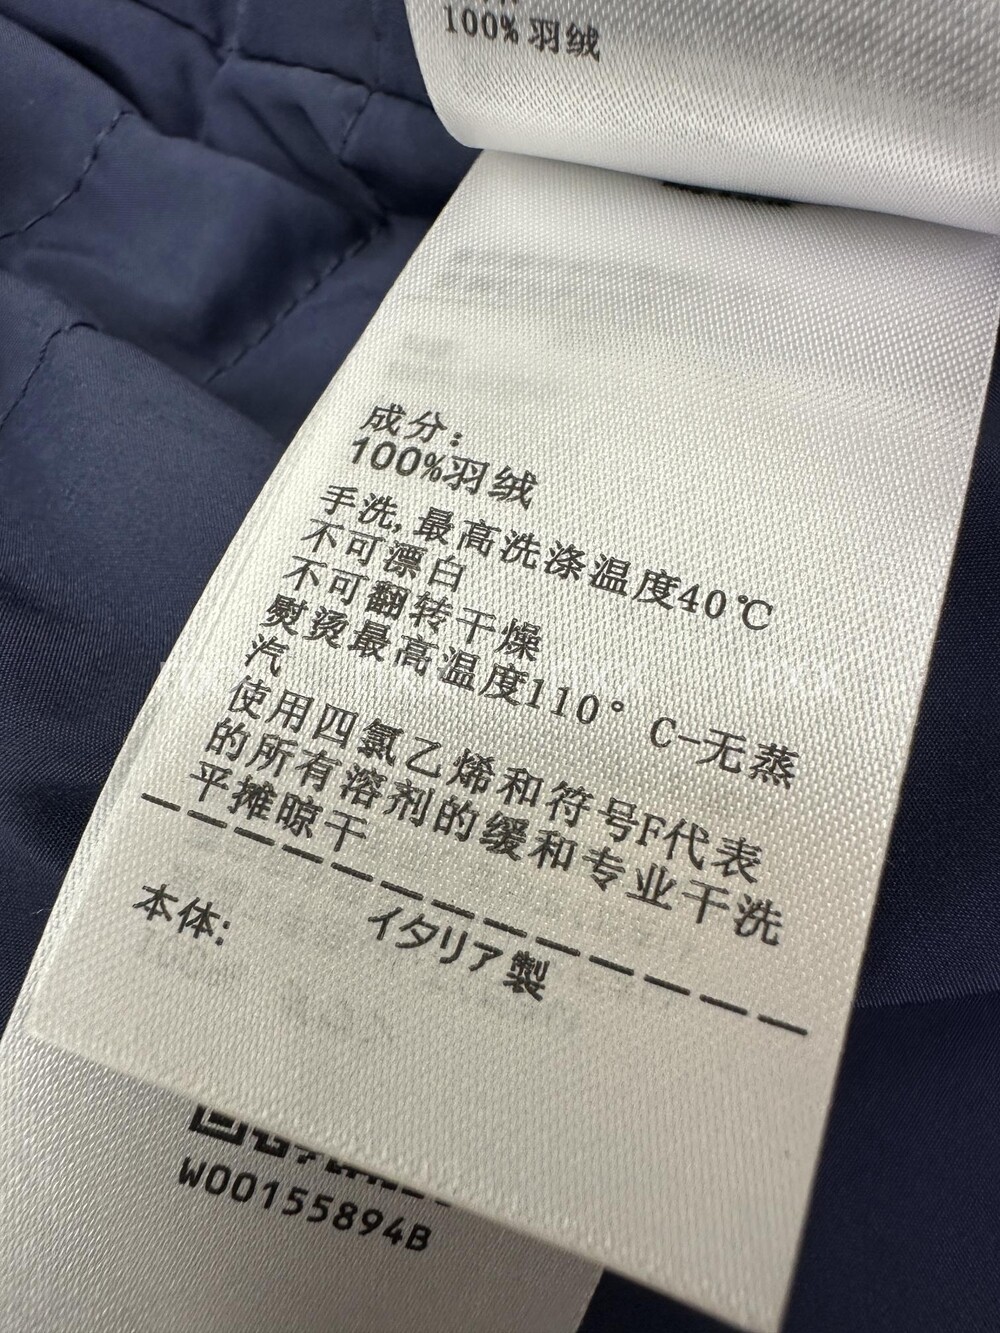 100%羽绒
成分:
100%羽绒
手洗,最高洗涤温度40℃
不可漂白
不可翻转干燥
熨烫最高温度110°C-无蒸
汽
使用四氯乙烯和符号F代表
的所有溶剂的缓和专业干洗
平摊晾干
本体: イタリア製
W00155894B